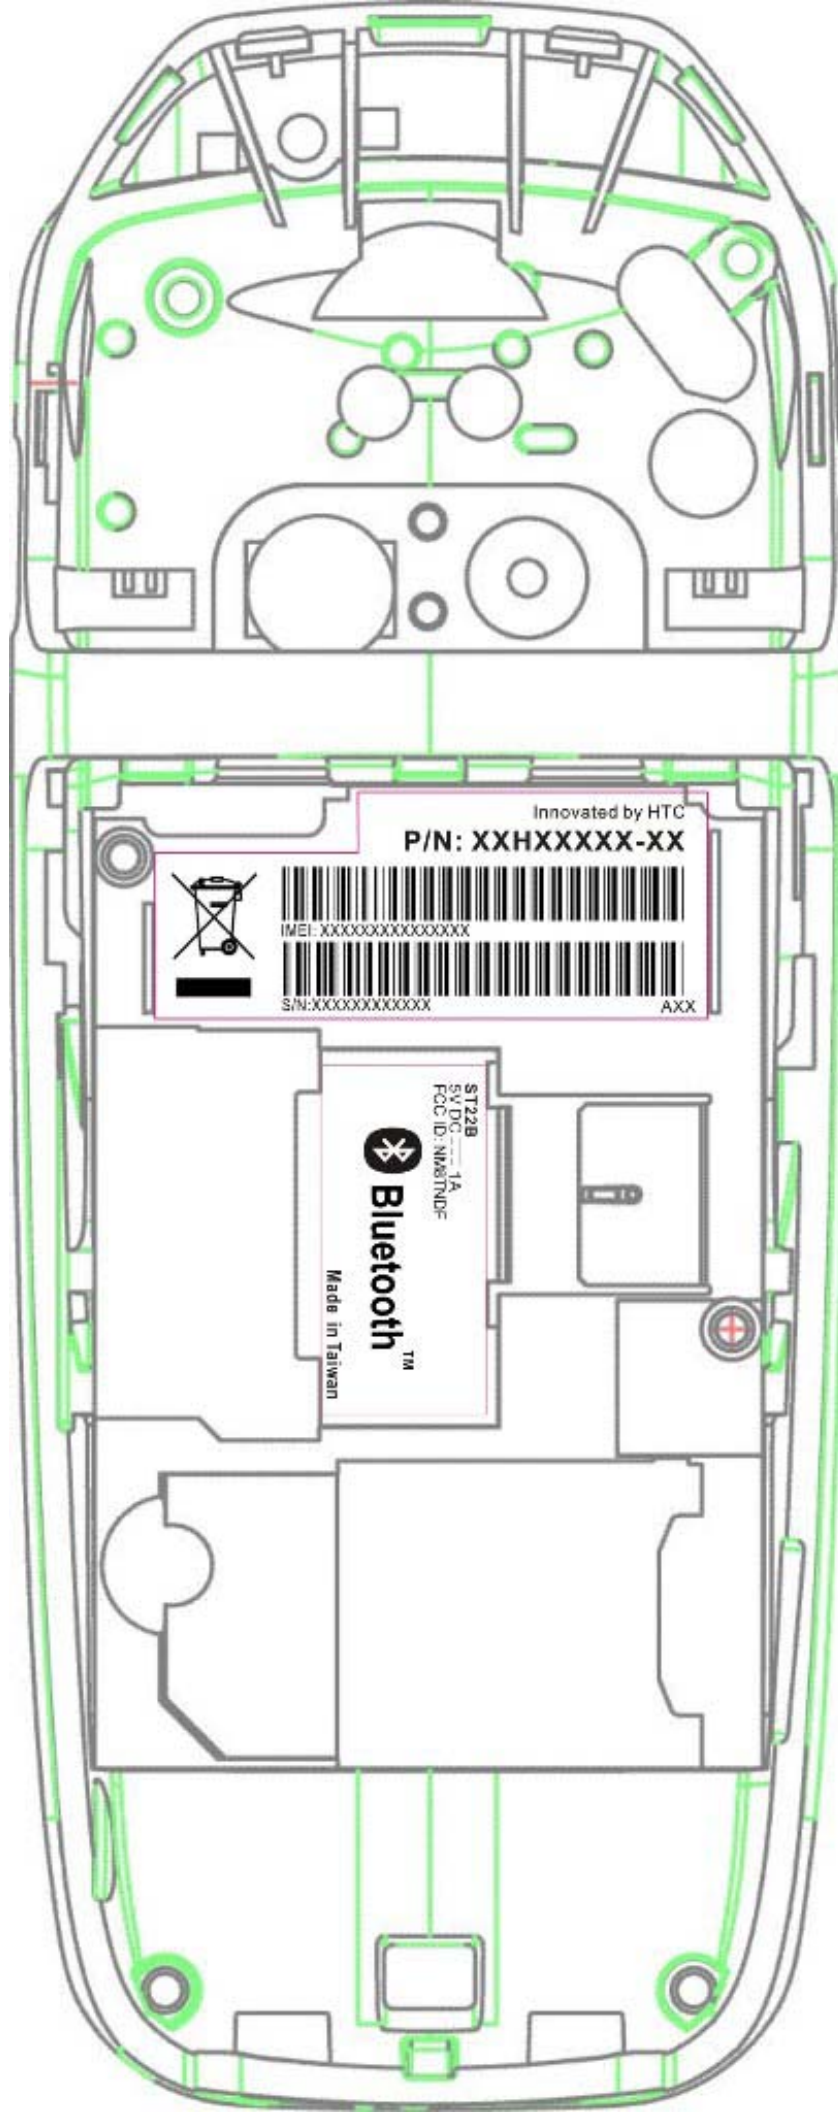 Innovated by HTC
P/N: XXHXXXXX-XX
IMEI: XXXXXXXXXXXXXXX
S/N:XXXXXXXXXXXX
AXX
ST22B
5V DC ---- 1A
FCC ID: NM8TNDF
Bluetooth™
Made in Taiwan